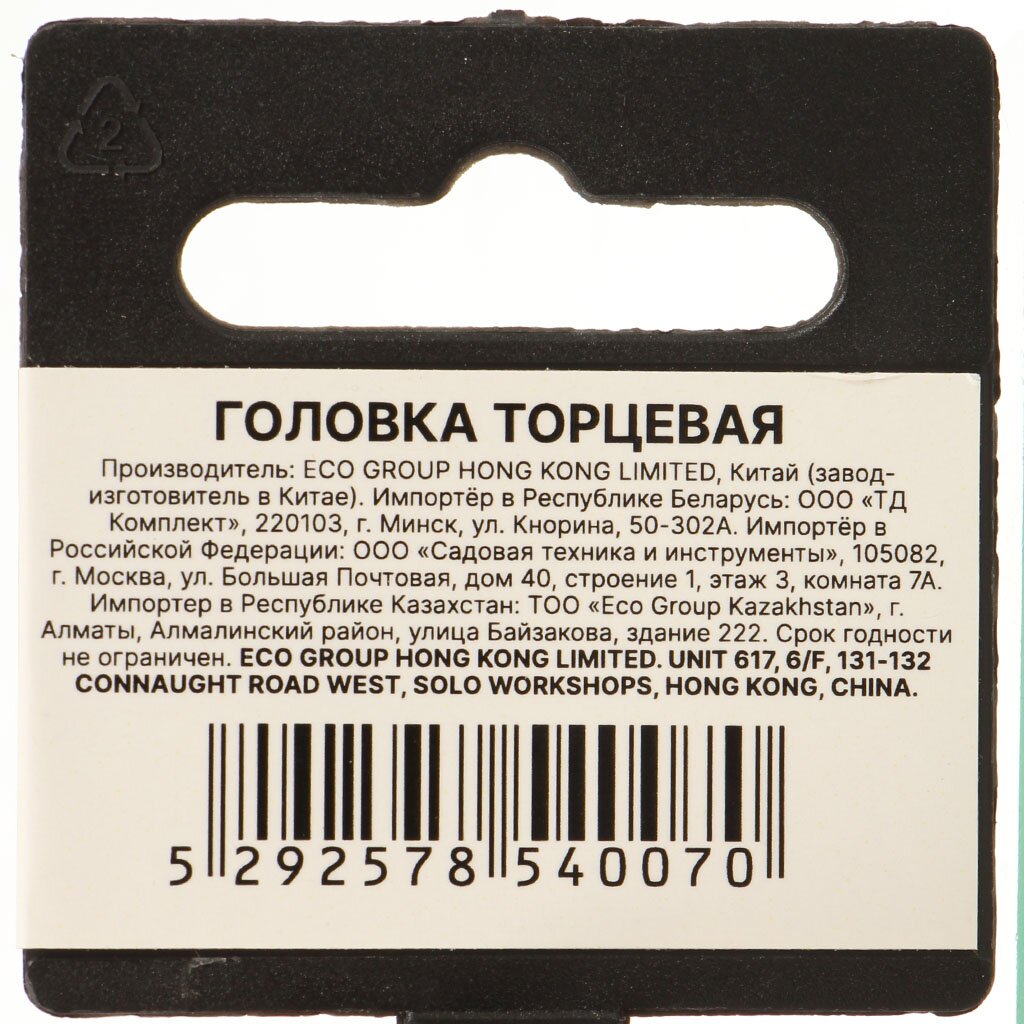 2
ГОЛОВКА ТОРЦЕВАЯ
Производитель: ECO GROUP HONG KONG LIMITED, Китай (завод-
изготовитель в Китае). Импортёр в Республике Беларусь: ООО «ТД
Комплект», 220103, г. Минск, ул. Кнорина, 50-302А. Импортёр в
Российской Федерации: ООО «Садовая техника и инструменты», 105082,
г. Москва, ул. Большая Почтовая, дом 40, строение 1, этаж 3, комната 7А.
Импортер в Республике Казахстан: ТОО «Eco Group Kazakhstan», г.
Алматы, Алмалинский район, улица Байзакова, здание 222. Срок годности
не ограничен. ECO GROUP HONG KONG LIMITED. UNIT 617, 6/F, 131-132
CONNAUGHT ROAD WEST, SOLO WORKSHOPS, HONG KONG, CHINA.
5 292578 540070